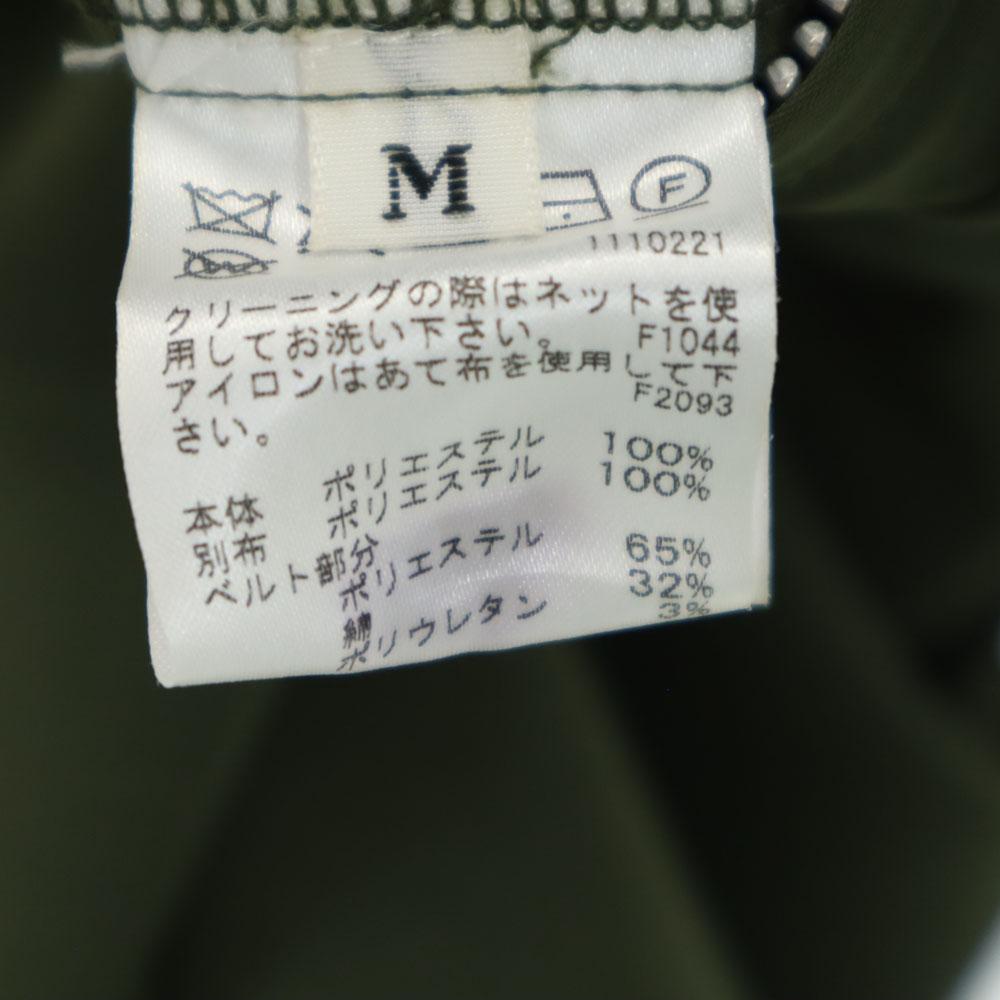 M
F
1110221
クリーニングの際はネットを使
用してお洗い下さい。 F1044
アイロンはあて布を使用して下
さい。 F2093
本体 ポリエステル 100%
別布 ポリエステル 100%
ベルト部分
ポリエステル 65%
綿 32%
ポリウレタン 3%